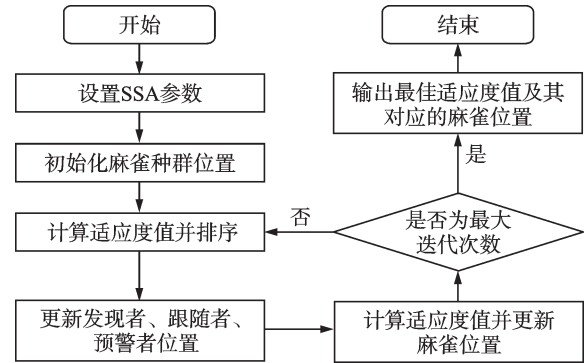 开始
设置SSA参数
初始化麻雀种群位置
计算适应度值并排序
更新发现者、跟随者、
预警者位置
计算适应度值并更新
麻雀位置
是否为最大
迭代次数
否
是
输出最佳适应度值及其
对应的麻雀位置
结束